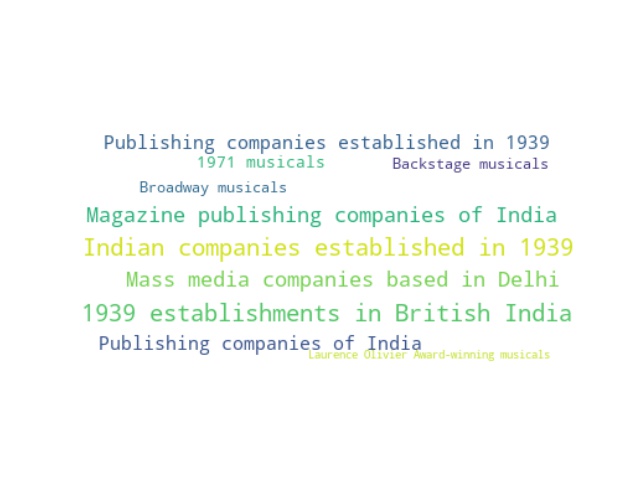 Publishing companies established in 1939
1971 musicals
Backstage musicals
Broadway musicals
Magazine publishing companies of India
Indian companies established in 1939
Mass media companies based in Delhi
1939 establishments in British India
Publishing companies of India
Laurence Olivier Award-winning musicals